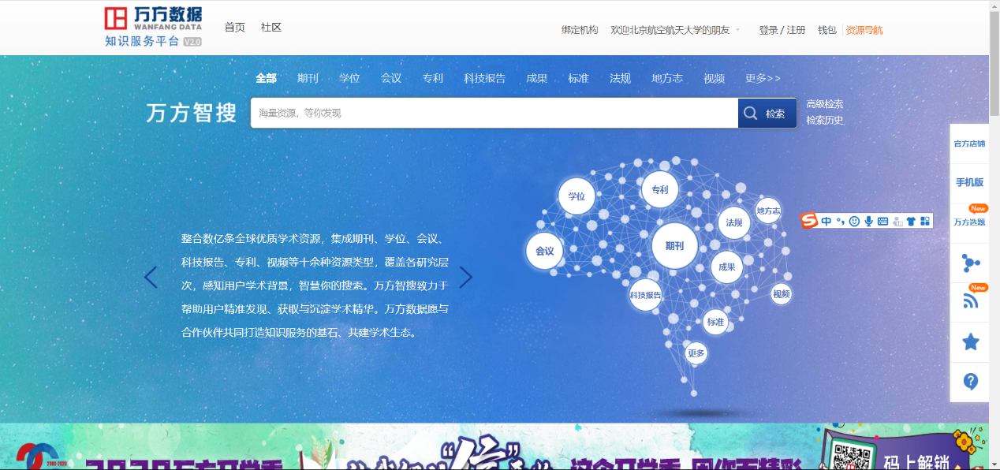 万方数据
WANFANG DATA
知识服务平台 V2.0
首页 社区
绑定机构 欢迎北京航空航天大学的朋友 登录 / 注册 钱包 资源导航
全部 期刊 学位 会议 专利 科技报告 成果 标准 法规 地方志 视频 更多>>
万方智搜
海量资源，等你发现
检索
高级检索
检索历史
整合数亿条全球优质学术资源，集成期刊、学位、会议、
科技报告、专利、视频等十余种资源类型，覆盖各研究层
次，感知用户学术背景，智慧你的搜索。万方智搜致力于
帮助用户精准发现、获取与沉淀学术精华。万方数据愿与
合作伙伴共同打造知识服务的基石、共建学术生态。
学位
专利
地方志
法规
会议
期刊
成果
科技报告
视频
标准
更多
官方店铺
手机版
New
万方选题
New
S 中
“信”
码上解锁